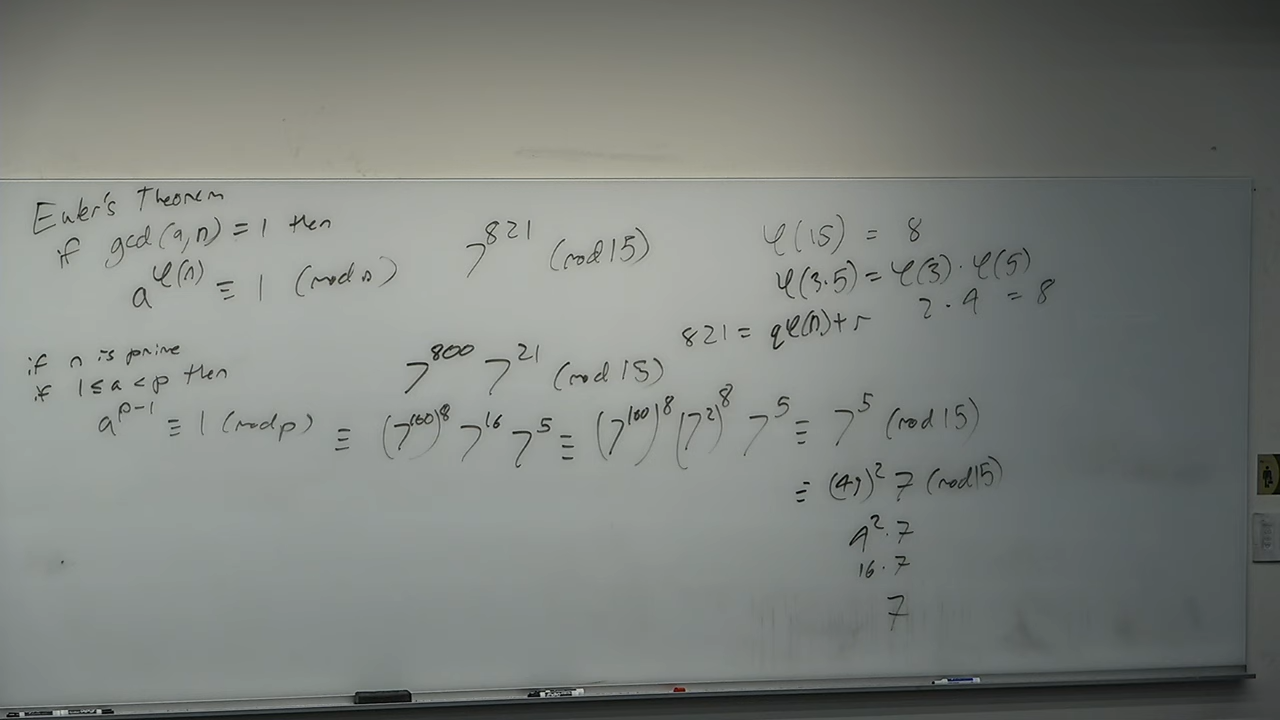 Euler's Theorem
if gcd(a,n) = 1 then
a^φ(n) ≡ 1 (mod n)
if n is prime
if 1 ≤ a < p then
a^p-1 ≡ 1 (mod p)
7^821 (mod 15)
φ(15) = 8
φ(3·5) = φ(3) · φ(5)
2 · 4 = 8
821 = qφ(n) + r
7^800 7^21 (mod 15)
≡ (7^100)^8 7^16 7^5 ≡ (7^100)^8 (7^2)^8 7^5 ≡ 7^5 (mod 15)
≡ (49)^2 7 (mod 15)
4^2 · 7
16 · 7
7